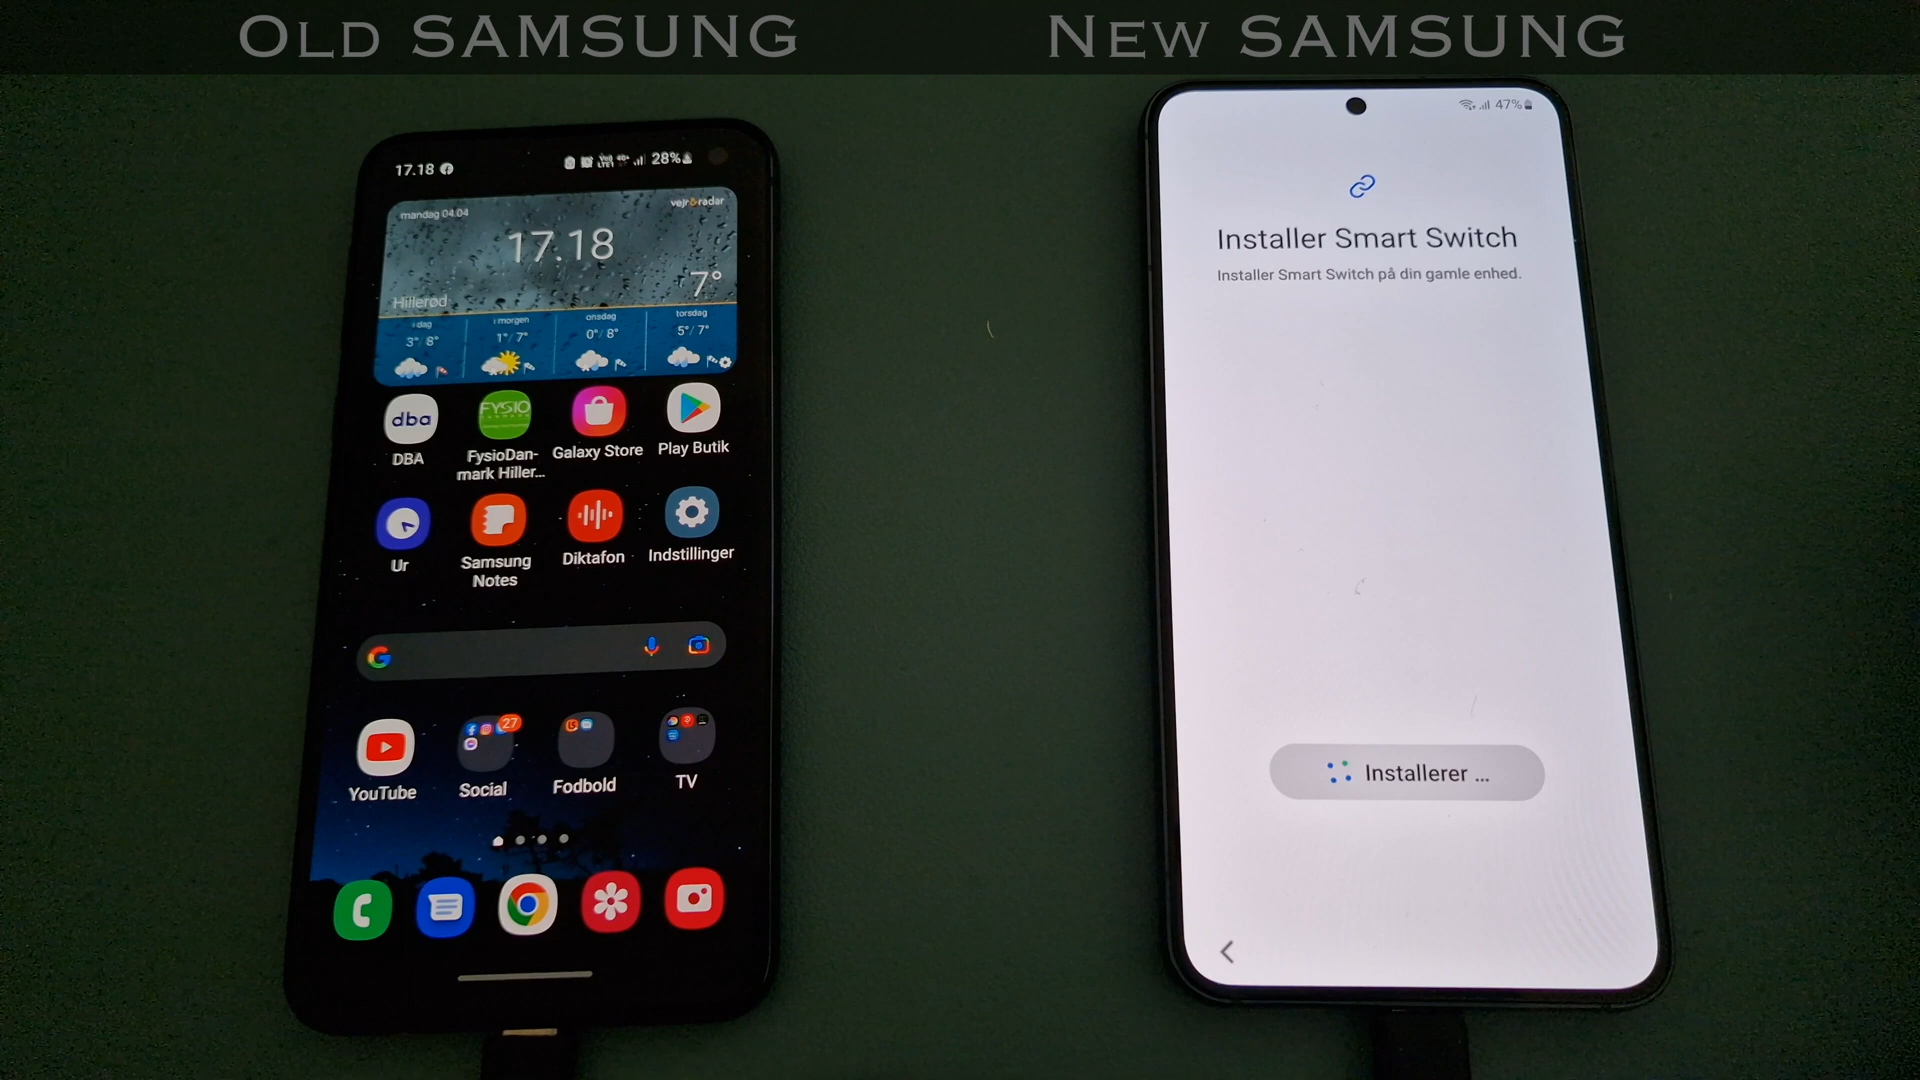 OLD SAMSUNG
NEW SAMSUNG
17.18
28%
mandag 04.04
vejr&radar
17.18
7°
Hillerød
i dag
i morgen
onsdag
torsdag
3°/8°
1°/7°
0°/8°
5°/7°
dba
FYSIO
DBA
FysioDan-
mark Hiller...
Galaxy Store
Play Butik
Ur
Samsung
Notes
Diktafon
Indstillinger
27
YouTube
Social
Fodbold
TV
47%
Installer Smart Switch
Installer Smart Switch på din gamle enhed.
Installerer ...